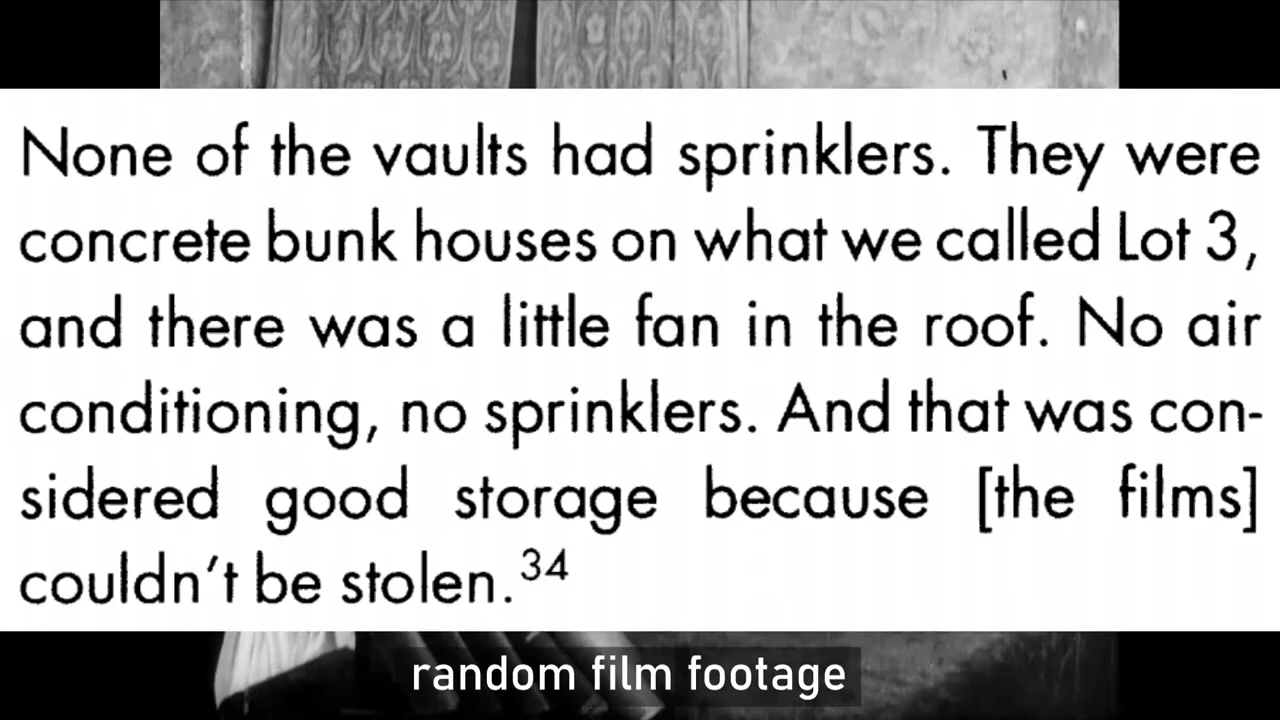 None of the vaults had sprinklers. They were
concrete bunk houses on what we called Lot 3,
and there was a little fan in the roof. No air
conditioning, no sprinklers. And that was con-
sidered good storage because [the films]
couldn't be stolen.³⁴
random film footage